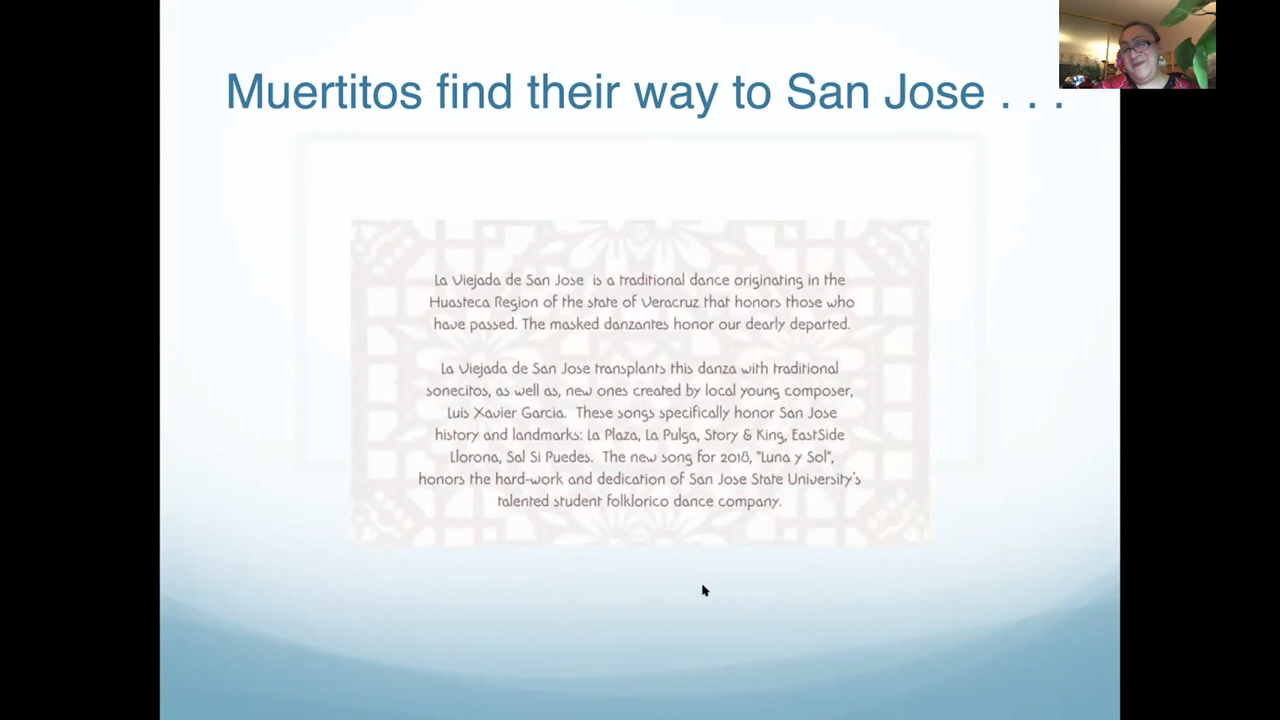 Muertitos find their way to San Jose . . .
La Viejada de San Jose is a traditional dance originating in the
Huasteca Region of the state of Veracruz that honors those who
have passed. The masked danzantes honor our dearly departed.
La Viejada de San Jose transplants this danza with traditional
sonecitos, as well as, new ones created by local young composer,
Luis Xavier Garcia. These songs specifically honor San Jose
history and landmarks: La Plaza, La Pulga, Story & King, EastSide
Llorona, Sal Si Puedes. The new song for 2018, "Luna y Sol",
honors the hard-work and dedication of San Jose State University's
talented student folklorico dance company.